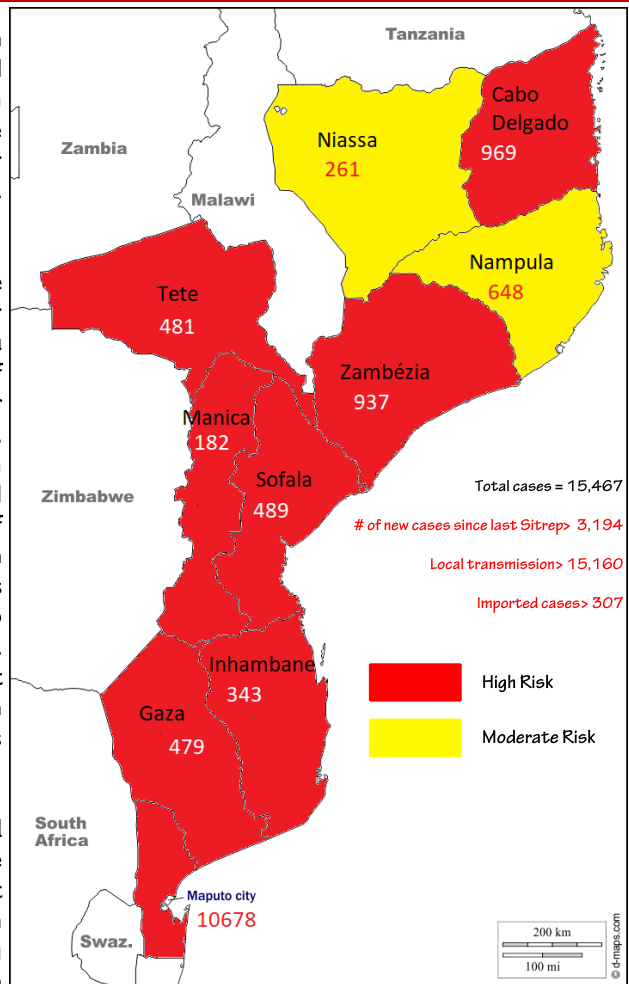 Tanzania
Cabo
Delgado
969
Zambia
Niassa
261
Malawi
Nampula
648
Tete
481
Zambézia
937
Manica
182
Sofala
489
Zimbabwe
Total cases = 15,467
# of new cases since last Sitrep> 3,194
Local transmission> 15,160
Imported cases> 307
Inhambane
343
High Risk
Gaza
479
Moderate Risk
South
Africa
Maputo city
10678
Swaz.
200 km
100 mi
© d-maps.com